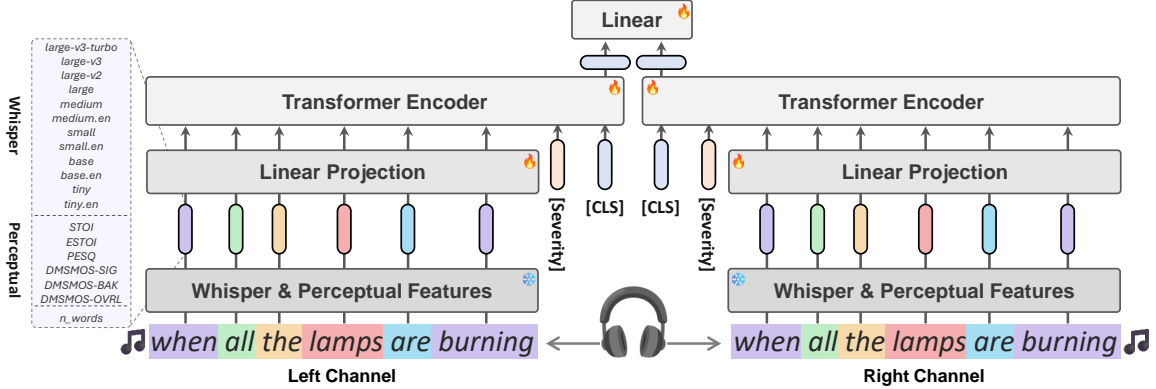 Linear
Transformer Encoder
Transformer Encoder
Linear Projection
Linear Projection
[Severity]
[CLS]
[CLS]
[Severity]
Whisper & Perceptual Features
Whisper & Perceptual Features
when all the lamps are burning
when all the lamps are burning
Left Channel
Right Channel
Whisper
large-v3-turbo
large-v3
large-v2
large
medium
medium.en
small
small.en
base
base.en
tiny
tiny.en
Perceptual
STOI
ESTOI
PESQ
DMSMOS-SIG
DMSMOS-BAK
DMSMOS-OVRL
n_words